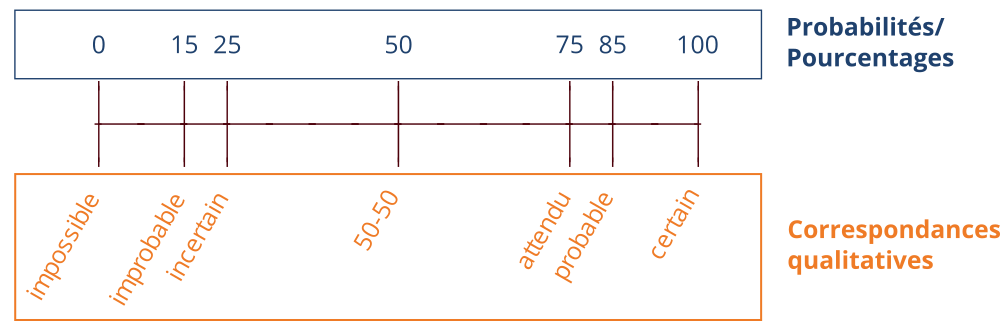 0 15 25 50 75 85 100
Probabilités/
Pourcentages
impossible
improbable
incertain
50-50
attendu
probable
certain
Correspondances
qualitatives